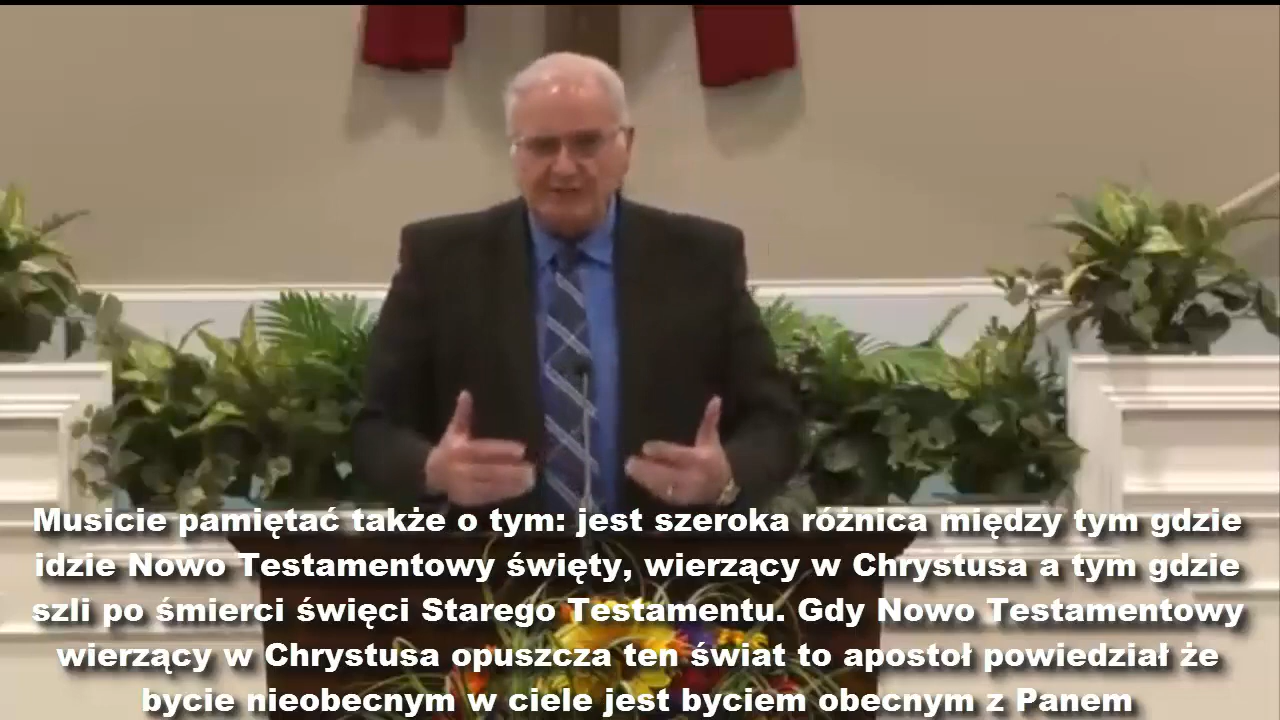 Musicie pamiętać także o tym: jest szeroka różnica między tym gdzie
idzie Nowo Testamentowy święty, wierzący w Chrystusa a tym gdzie
szli po śmierci święci Starego Testamentu. Gdy Nowo Testamentowy
wierzący w Chrystusa opuszcza ten świat to apostoł powiedział że
bycie nieobecnym w ciele jest byciem obecnym z Panem